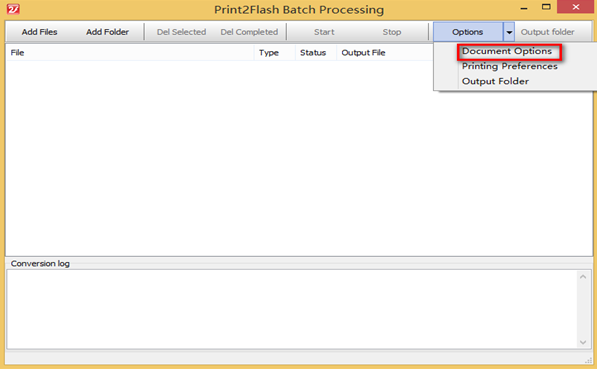 Print2Flash Batch Processing
Add Files Add Folder Del Selected Del Completed Start Stop Options Output folder
File Type Status Output File
Document Options
Printing Preferences
Output Folder
Conversion log